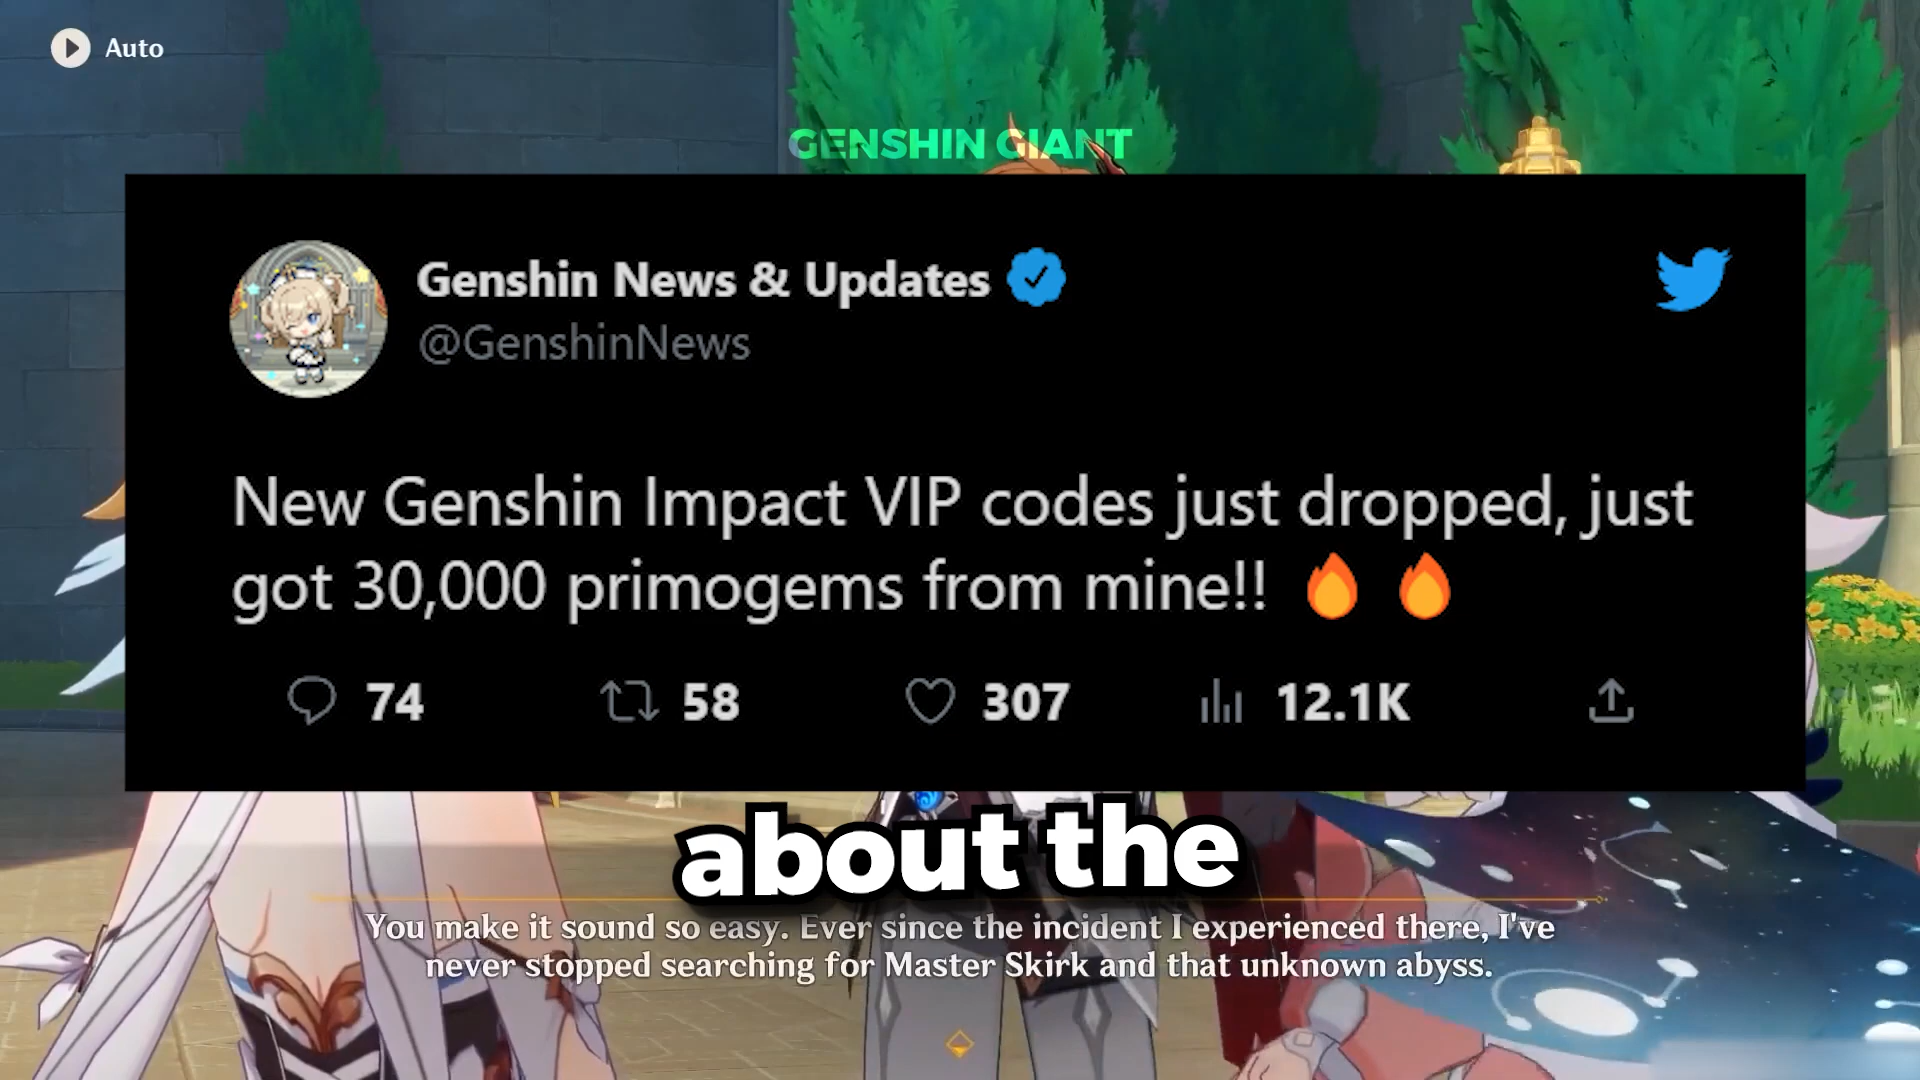 Auto
GENSHIN GIANT
Genshin News & Updates
@GenshinNews
New Genshin Impact VIP codes just dropped, just
got 30,000 primogems from mine!! 🔥 🔥
74
58
307
12.1K
about the
You make it sound so easy. Ever since the incident I experienced there, I've
never stopped searching for Master Skirk and that unknown abyss.